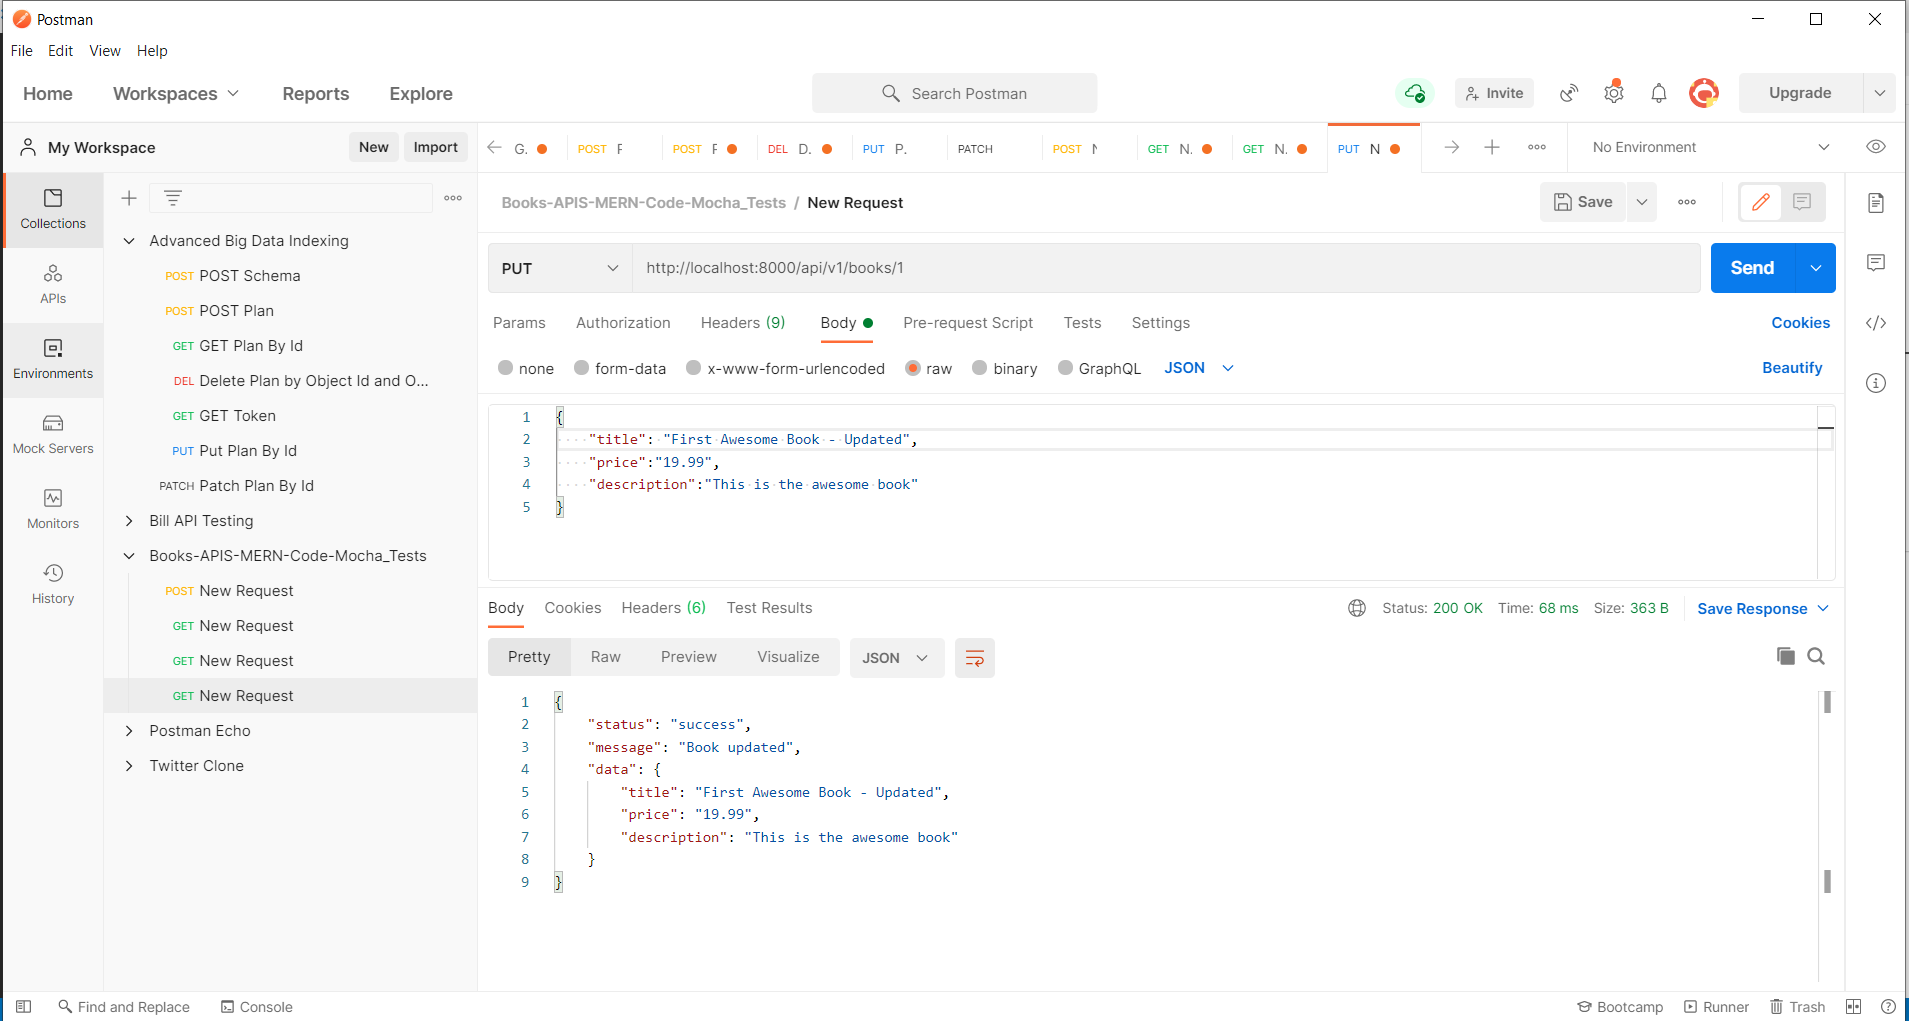 Postman
File Edit View Help
Home Workspaces Reports Explore
Search Postman
Invite
Upgrade
My Workspace
New Import
G.
POST
POST
DEL D.
PUT P.
PATCH
POST
GET N.
GET N.
PUT N
No Environment
Collections
APIs
Environments
Mock Servers
Monitors
History
Advanced Big Data Indexing
POST POST Schema
POST POST Plan
GET GET Plan By Id
DEL Delete Plan by Object Id and O...
GET GET Token
PUT Put Plan By Id
PATCH Patch Plan By Id
Bill API Testing
Books-APIS-MERN-Code-Mocha_Tests
POST New Request
GET New Request
GET New Request
GET New Request
Postman Echo
Twitter Clone
Books-APIS-MERN-Code-Mocha_Tests / New Request
Save
PUT http://localhost:8000/api/v1/books/1
Send
Params Authorization Headers (9) Body Pre-request Script Tests Settings Cookies
none form-data x-www-form-urlencoded raw binary GraphQL JSON Beautify
1 {
2 "title": "First Awesome Book - Updated",
3 "price":"19.99",
4 "description":"This is the awesome book"
5 }
Body Cookies Headers (6) Test Results
Status: 200 OK Time: 68 ms Size: 363 B Save Response
Pretty Raw Preview Visualize JSON
1 {
2 "status": "success",
3 "message": "Book updated",
4 "data": {
5 "title": "First Awesome Book - Updated",
6 "price": "19.99",
7 "description": "This is the awesome book"
8 }
9 }
Find and Replace Console
Bootcamp Runner Trash